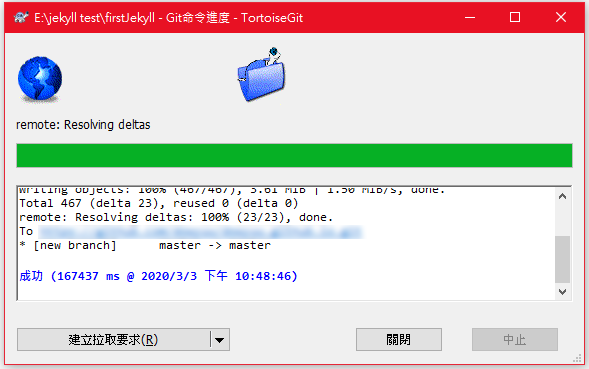 E:\jekyll test\firstJekyll - Git命令進度 - TortoiseGit
remote: Resolving deltas
Writing objects: 100% (467/467), 3.61 MiB | 1.50 MiB/s, done.
Total 467 (delta 23), reused 0 (delta 0)
remote: Resolving deltas: 100% (23/23), done.
To
* [new branch] master -> master
成功 (167437 ms @ 2020/3/3 下午 10:48:46)
建立拉取要求(R)
關閉
中止